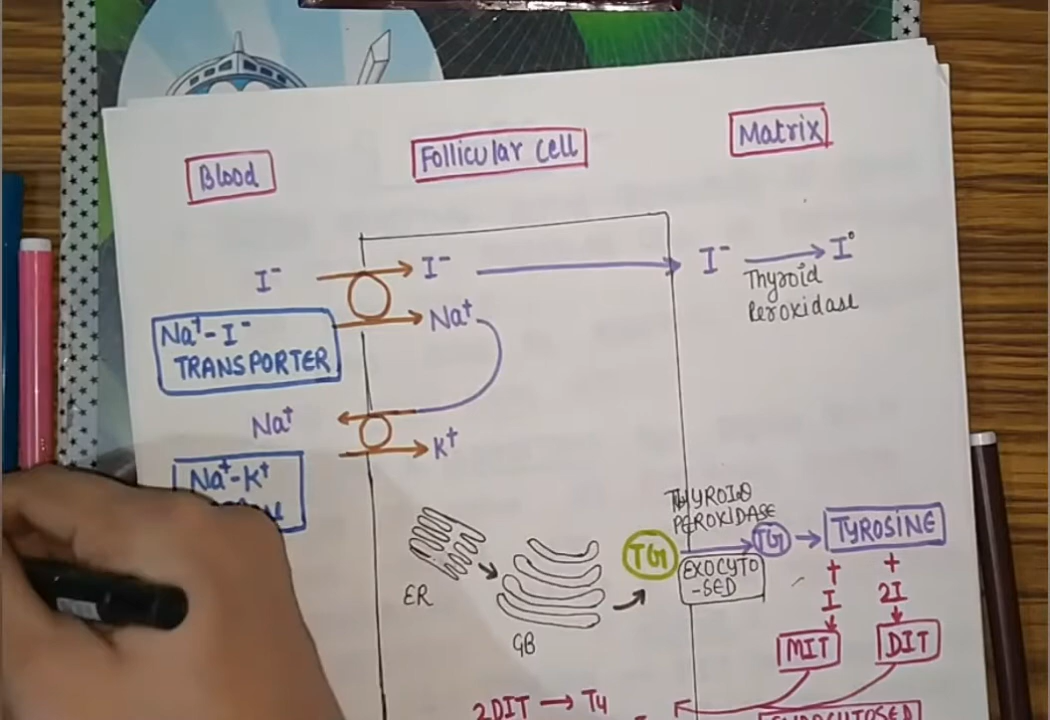 Blood
Follicular cell
Matrix
I⁻
I⁻
I⁻
I°
Thyroid
Peroxidase
Na⁺-I⁻
TRANSPORTER
Na⁺
Na⁺
K⁺
Na⁺-K⁺
THYROID
PEROXIDASE
TG
TG
TYROSINE
EXOCYTO
-SED
ER
GB
+
I
+
2I
MIT
DIT
2DIT → T4